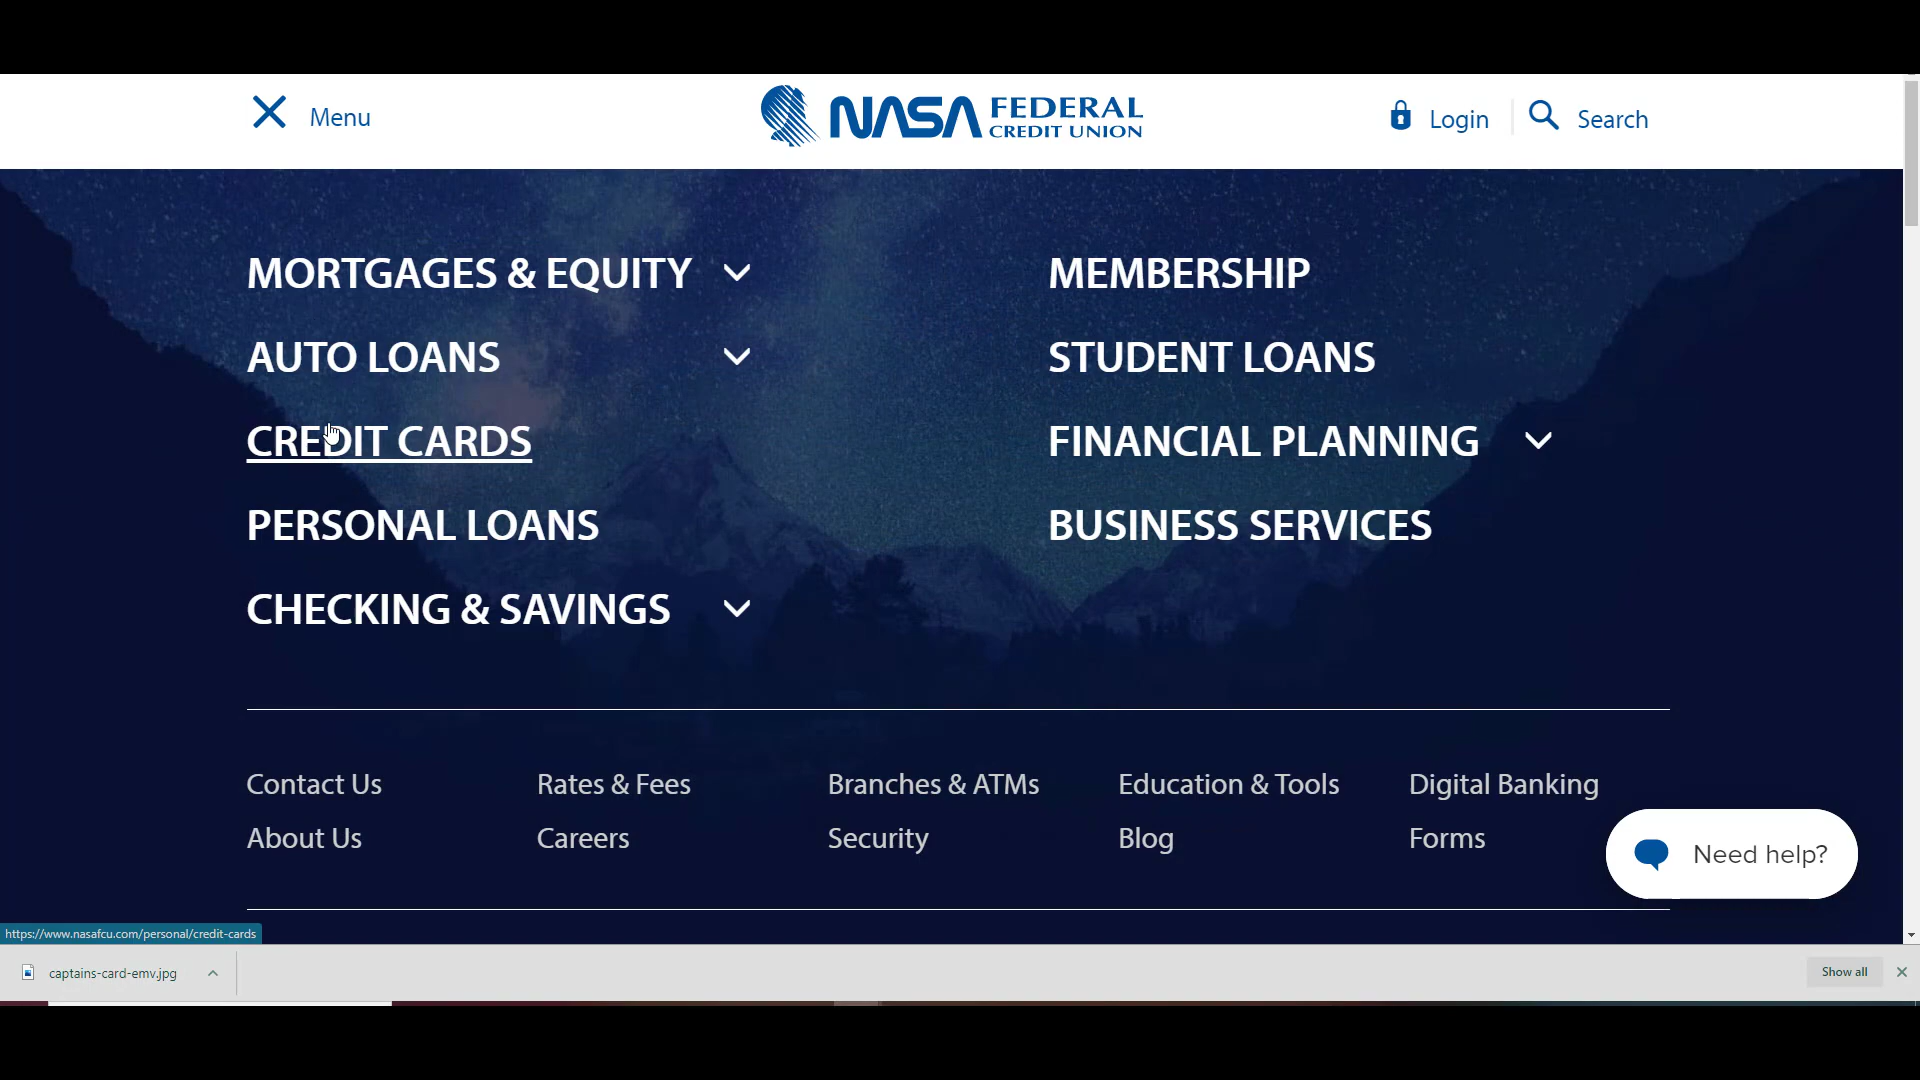 Menu
NASA FEDERAL
CREDIT UNION
Login
Search
MORTGAGES & EQUITY
AUTO LOANS
CREDIT CARDS
PERSONAL LOANS
CHECKING & SAVINGS
MEMBERSHIP
STUDENT LOANS
FINANCIAL PLANNING
BUSINESS SERVICES
Contact Us Rates & Fees Branches & ATMs Education & Tools Digital Banking
About Us Careers Security Blog Forms
Need help?
https://www.nasafcu.com/personal/credit-cards
captains-card-emv.jpg
Show all